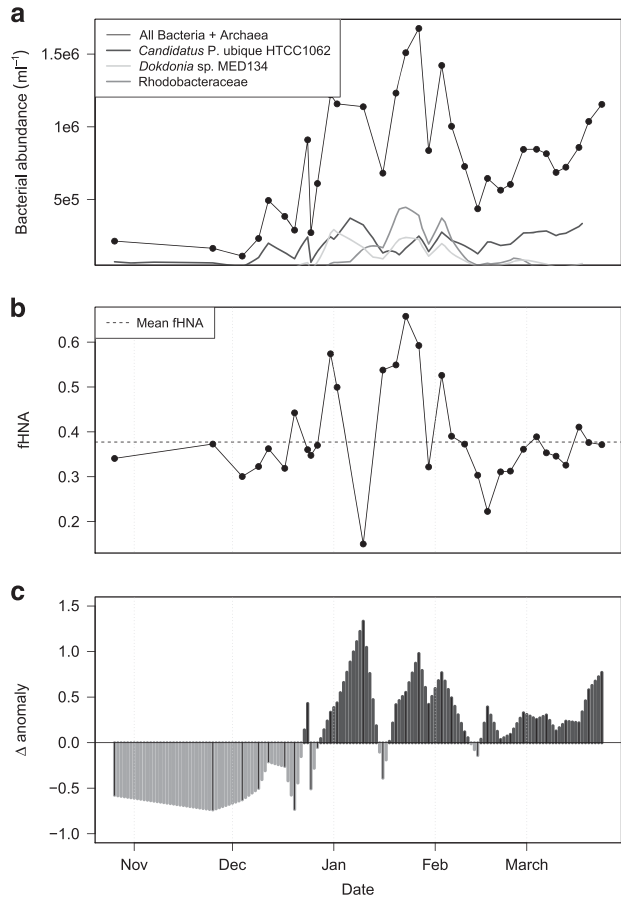 a
All Bacteria + Archaea
Candidatus P. ubique HTCC1062
Dokdonia sp. MED134
Rhodobacteraceae
Bacterial abundance (ml⁻¹)
1.5e6
1e6
5e5
b
Mean fHNA
fHNA
0.6
0.5
0.4
0.3
0.2
c
Δ anomaly
1.5
1.0
0.5
0.0
−0.5
−1.0
Nov Dec Jan Feb March
Date